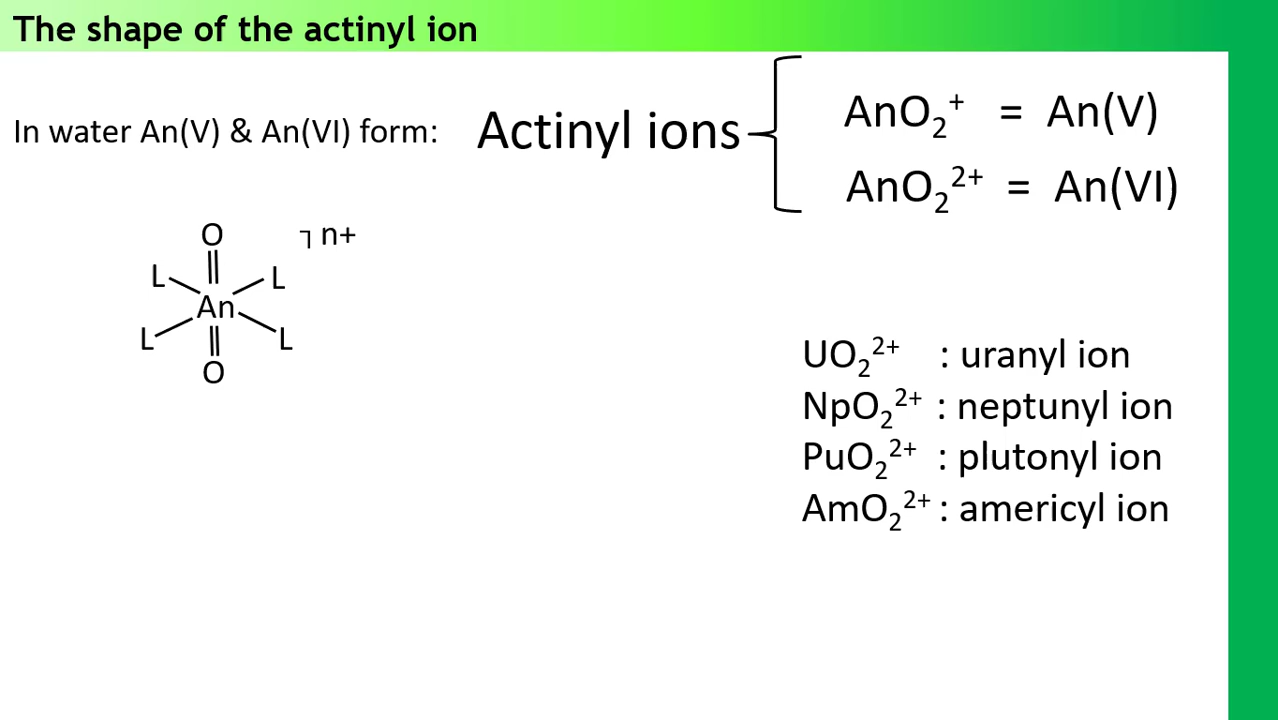 The shape of the actinyl ion
In water An(V) & An(VI) form:
Actinyl ions
AnO₂⁺ = An(V)
AnO₂²⁺ = An(VI)
O
┐ n+
L L
An
L L
O
UO₂²⁺ : uranyl ion
NpO₂²⁺ : neptunyl ion
PuO₂²⁺ : plutonyl ion
AmO₂²⁺ : americyl ion